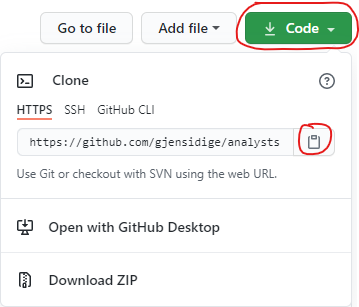 Go to file
Add file
Code
Clone
HTTPS
SSH
GitHub CLI
https://github.com/gjensidige/analysts
Use Git or checkout with SVN using the web URL.
Open with GitHub Desktop
Download ZIP